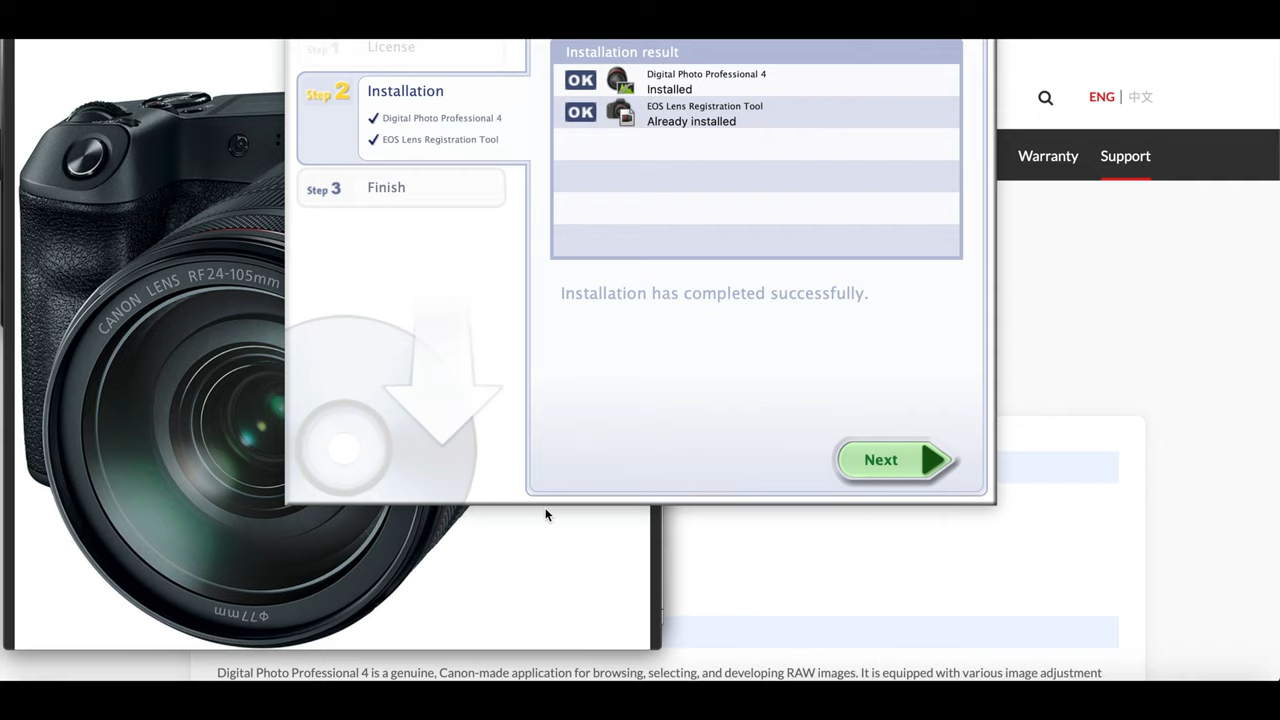 Step 1 License
Step 2 Installation
Digital Photo Professional 4
EOS Lens Registration Tool
Step 3 Finish
Installation result
OK Digital Photo Professional 4
Installed
OK EOS Lens Registration Tool
Already installed
Installation has completed successfully.
Next
ENG | 中文
Warranty Support
CANON LENS RF24-105mm
φ77mm
Digital Photo Professional 4 is a genuine, Canon-made application for browsing, selecting, and developing RAW images. It is equipped with various image adjustment